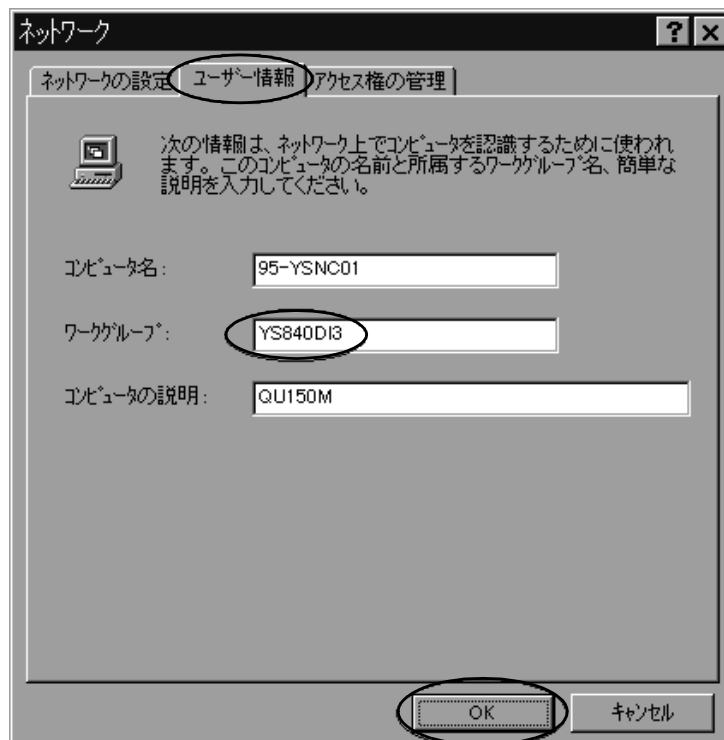 ネットワーク
ネットワークの設定 ユーザー情報 アクセス権の管理
次の情報は、ネットワーク上でコンピュータを認識するために使われ
ます。このコンピュータの名前と所属するワークグループ名、簡単な
説明を入力してください。
コンピュータ名:
95-YSNC01
ワークグループ:
YS840DI3
コンピュータの説明:
QU150M
OK キャンセル